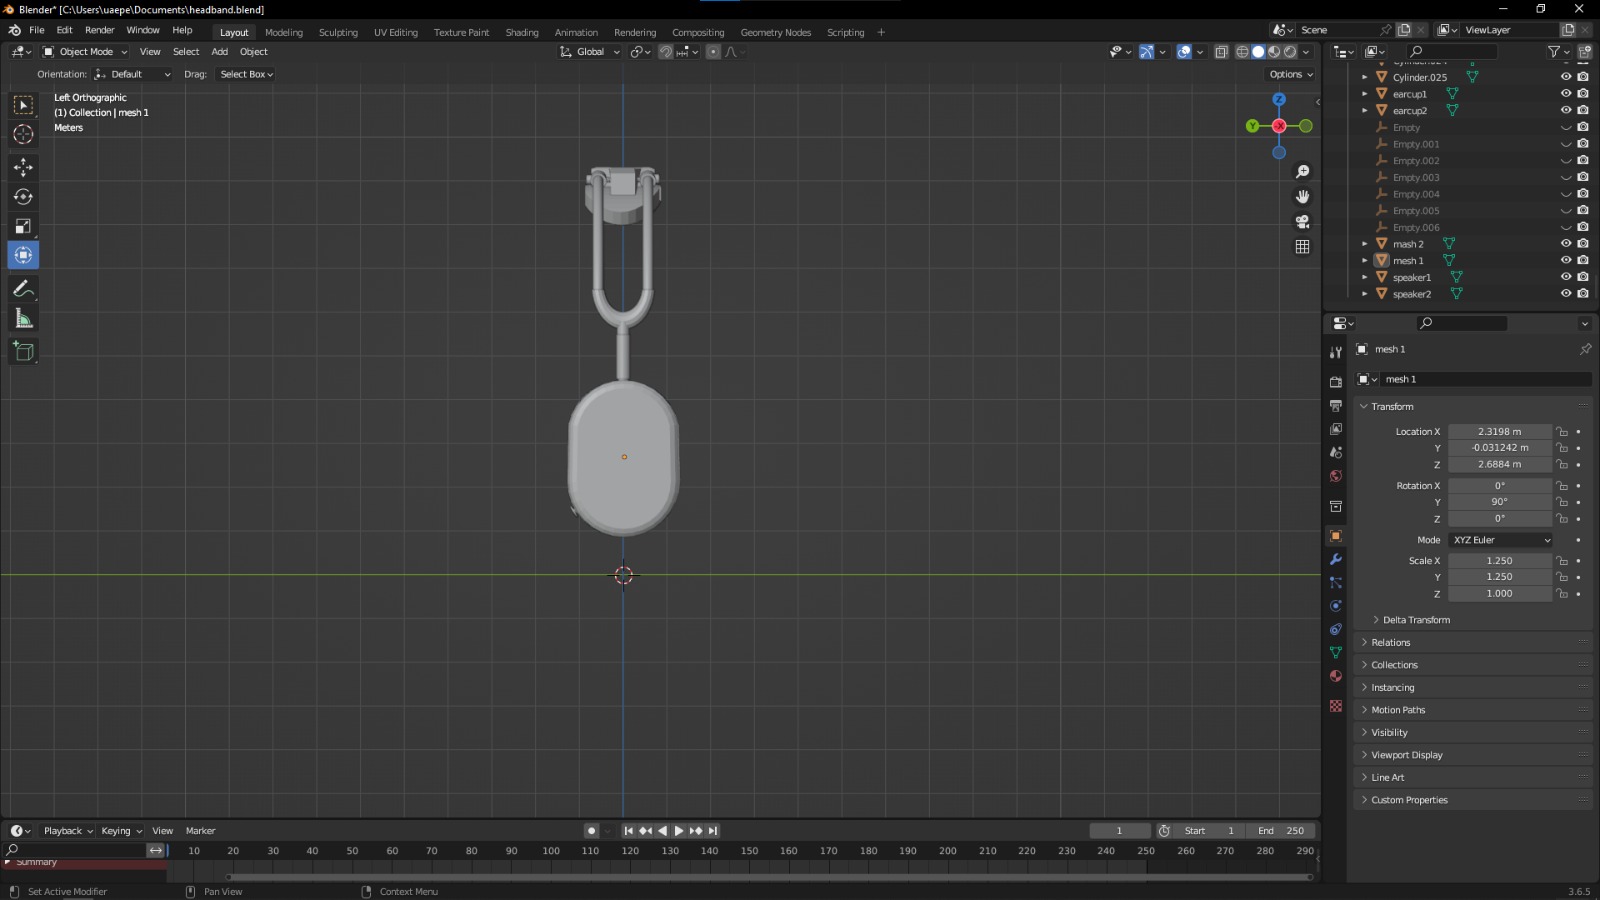 Blender* [C:\Users\uaepe\Documents\headband.blend]
File Edit Render Window Help Layout Modeling Sculpting UV Editing Texture Paint Shading Animation Rendering Compositing Geometry Nodes Scripting + Scene ViewLayer
Object Mode View Select Add Object Global
Orientation: Default Drag: Select Box Options
Left Orthographic
(1) Collection | mesh 1
Meters
Z
Y
-X
Cylinder.025
earcup1
earcup2
Empty
Empty.001
Empty.002
Empty.003
Empty.004
Empty.005
Empty.006
mash 2
mesh 1
speaker1
speaker2
mesh 1
mesh 1
Transform
Location X 2.3198 m
Y -0.031242 m
Z 2.6884 m
Rotation X 0°
Y 90°
Z 0°
Mode XYZ Euler
Scale X 1.250
Y 1.250
Z 1.000
Delta Transform
Relations
Collections
Instancing
Motion Paths
Visibility
Viewport Display
Line Art
Custom Properties
Playback Keying View Marker 1 Start 1 End 250
10 20 30 40 50 60 70 80 90 100 110 120 130 140 150 160 170 180 190 200 210 220 230 240 250 260 270 280 290
Summary
Set Active Modifier Pan View Context Menu 3.6.5